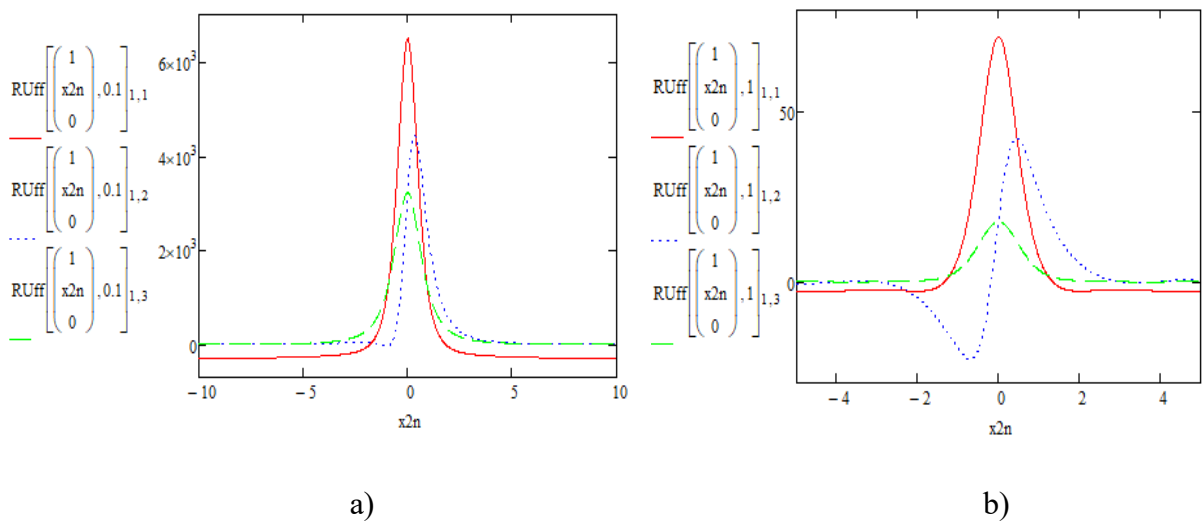 RUff[(1 x2n 0), 0.1]1,1
RUff[(1 x2n 0), 0.1]1,2
RUff[(1 x2n 0), 0.1]1,3
6×10³
4×10³
2×10³
0
−10 −5 0 5 10
x2n
a)
RUff[(1 x2n 0), 1]1,1
RUff[(1 x2n 0), 1]1,2
RUff[(1 x2n 0), 1]1,3
50
0
−4 −2 0 2 4
x2n
b)